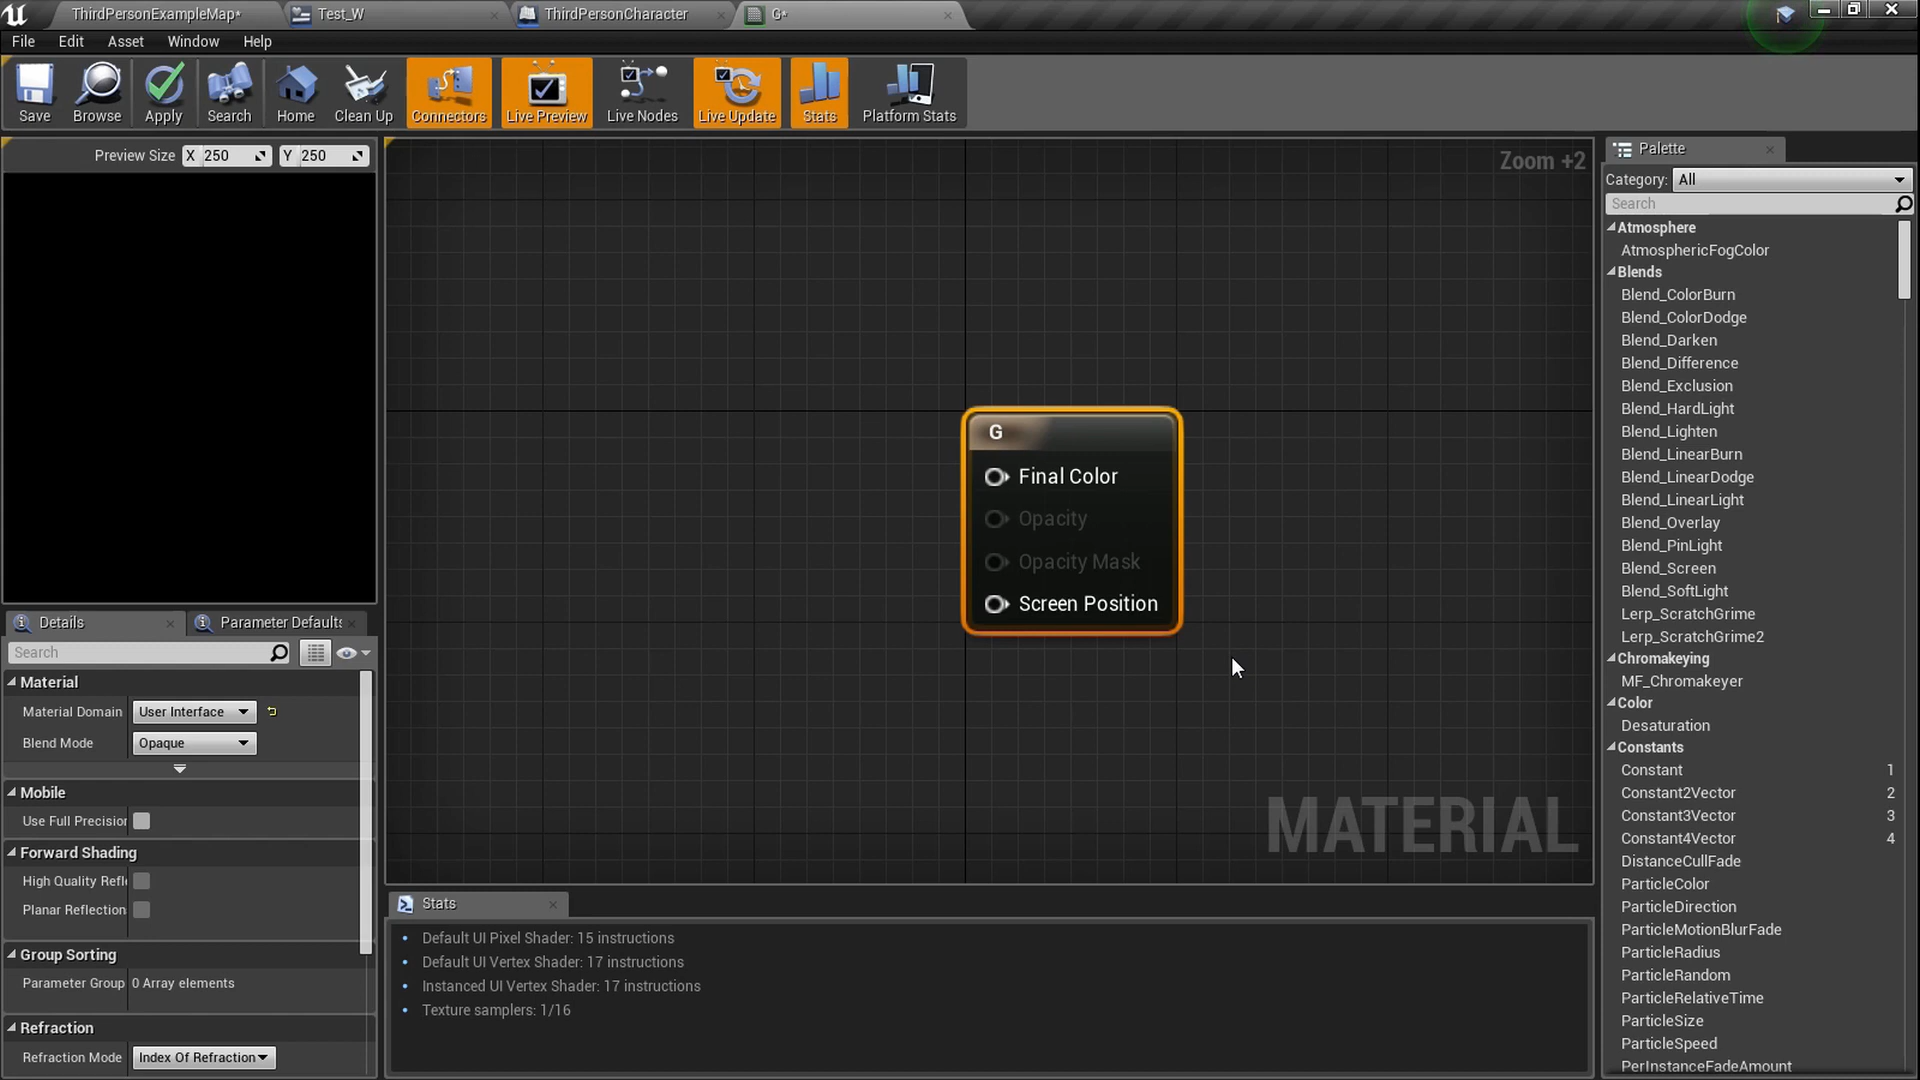 ThirdPersonExampleMap*
Test_W
ThirdPersonCharacter
G*
File Edit Asset Window Help
Save Browse Apply Search Home Clean Up Connectors Live Preview Live Nodes Live Update Stats Platform Stats
Preview Size X 250 Y 250
Zoom +2
G
Final Color
Opacity
Opacity Mask
Screen Position
MATERIAL
Details
Parameter Defaults
Search
Material
Material Domain User Interface
Blend Mode Opaque
Mobile
Use Full Precision
Forward Shading
High Quality Refle
Planar Reflection
Group Sorting
Parameter Group 0 Array elements
Refraction
Refraction Mode Index Of Refraction
Stats
Default UI Pixel Shader: 15 instructions
Default UI Vertex Shader: 17 instructions
Instanced UI Vertex Shader: 17 instructions
Texture samplers: 1/16
Palette
Category: All
Search
Atmosphere
AtmosphericFogColor
Blends
Blend_ColorBurn
Blend_ColorDodge
Blend_Darken
Blend_Difference
Blend_Exclusion
Blend_HardLight
Blend_Lighten
Blend_LinearBurn
Blend_LinearDodge
Blend_LinearLight
Blend_Overlay
Blend_PinLight
Blend_Screen
Blend_SoftLight
Lerp_ScratchGrime
Lerp_ScratchGrime2
Chromakeying
MF_Chromakeyer
Color
Desaturation
Constants
Constant 1
Constant2Vector 2
Constant3Vector 3
Constant4Vector 4
DistanceCullFade
ParticleColor
ParticleDirection
ParticleMotionBlurFade
ParticleRadius
ParticleRandom
ParticleRelativeTime
ParticleSize
ParticleSpeed
PerInstanceFadeAmount